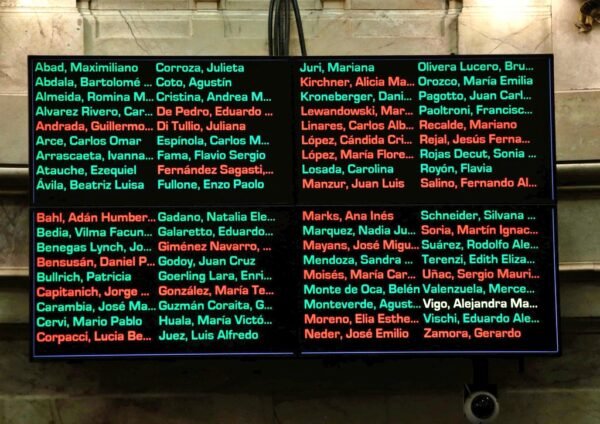 Abad, Maximiliano
Abdala, Bartolomé ...
Almeida, Romina M...
Alvarez Rivero, Car...
Andrada, Guillermo...
Arce, Carlos Omar
Arrascaeta, Ivanna...
Atauche, Ezequiel
Ávila, Beatriz Luisa
Corroza, Julieta
Coto, Agustín
Cristina, Andrea M...
De Pedro, Eduardo ...
Di Tullio, Juliana
Espínola, Carlos M...
Fama, Flavio Sergio
Fernández Sagasti,...
Fullone, Enzo Paolo
Juri, Mariana
Kirchner, Alicia Ma...
Kroneberger, Dani...
Lewandowski, Mar...
Linares, Carlos Alb...
López, Cándida Cri...
López, María Flore...
Losada, Carolina
Manzur, Juan Luis
Olivera Lucero, Bru...
Orozco, María Emilia
Pagotto, Juan Carl...
Paoltroni, Francisc...
Recalde, Mariano
Rejal, Jesús Ferna...
Rojas Decut, Sonia ...
Royón, Flavia
Salino, Fernando Al...
Bahl, Adán Humber...
Bedia, Vilma Facun...
Benegas Lynch, Jo...
Bensusán, Daniel P...
Bullrich, Patricia
Capitanich, Jorge ...
Carambia, José Ma...
Cervi, Mario Pablo
Corpacci, Lucía Be...
Gadano, Natalia Ele...
Galaretto, Eduardo...
Giménez Navarro, ...
Godoy, Juan Cruz
Goerling Lara, Enri...
González, María Te...
Guzmán Coraita, G...
Huala, María Victó...
Juez, Luis Alfredo
Marks, Ana Inés
Marquez, Nadia Ju...
Mayans, José Migu...
Mendoza, Sandra ...
Moisés, María Car...
Monte de Oca, Belén
Monteverde, Agust...
Moreno, Elia Esthe...
Neder, José Emilio
Schneider, Silvana ...
Soria, Martín Ignac...
Suárez, Rodolfo Ale...
Terenzi, Edith Eliza...
Uñac, Sergio Mauri...
Valenzuela, Merce...
Vigo, Alejandra Ma...
Vischi, Eduardo Ale...
Zamora, Gerardo